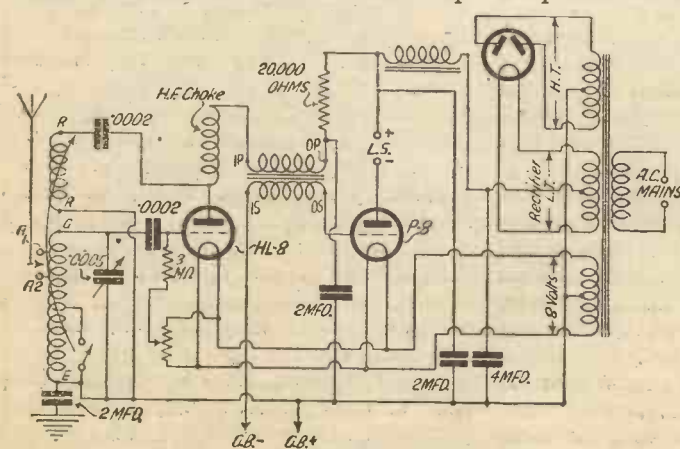 20,000
OHMS
H.F. Choke
.0002
R
R
A1
A2
G
.0005
E
2 MFD.
.0002
3
MΩ
HL-8
IP
OP
IS
OS
+
L.S.
−
P-8
2MFD.
2MFD.
4MFD.
H.T.
Rectifier
L.T.
8 Volts
A.C.
MAINS
G.B.-
G.B.+